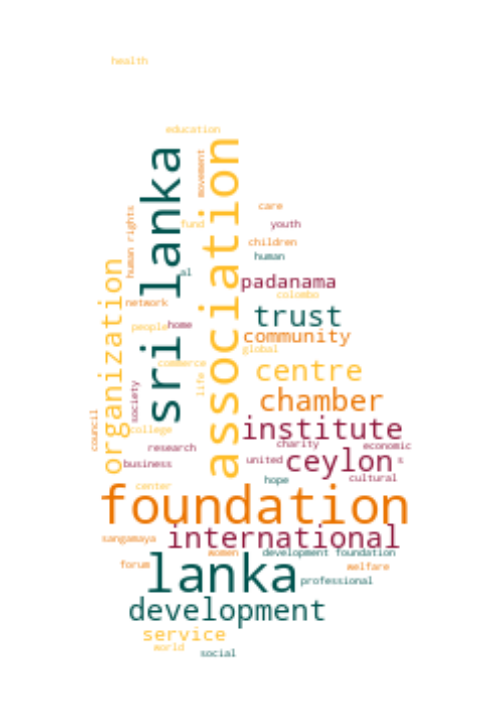 health
education
movement
sri lanka
association
care
human rights
fund
youth
children
human
al
padanama
organization
colombo
network
trust
people
home
community
global
commerce
centre
life
society
chamber
council
college
institute
charity
economic
research
business
united
ceylon
s
hope
cultural
center
foundation
international
sangamaya
women
development foundation
forum
lanka
welfare
professional
development
service
world
social